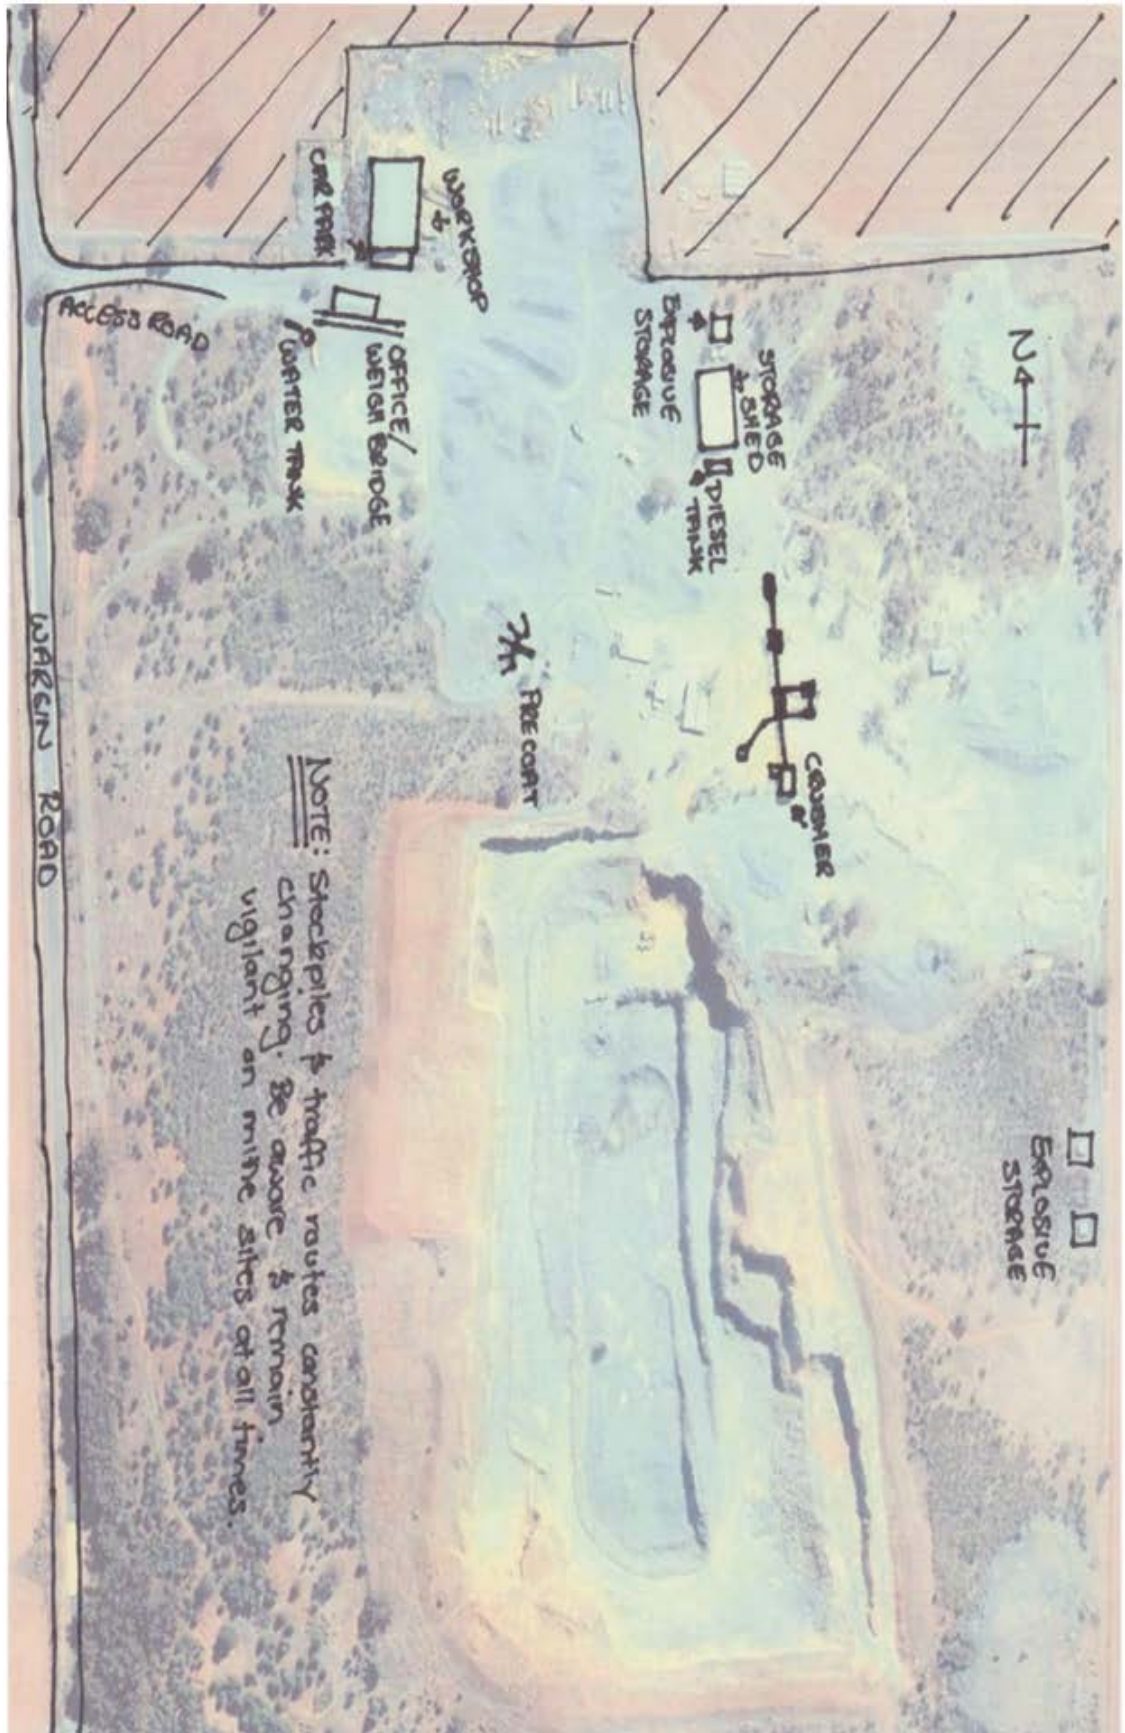 CAR PARK
WORKSHOP
ACCESS ROAD
WATER TANK
OFFICE/
WEIGH BRIDGE
EXPLOSIVE
STORAGE
STORAGE
SHED
DIESEL
TANK
N
PRECOAT
CRUSHER
WARGIN ROAD
NOTE: Stockpiles & traffic routes constantly
changing. Be aware & remain
vigilant on mine sites at all times.
EXPLOSIVE
STORAGE